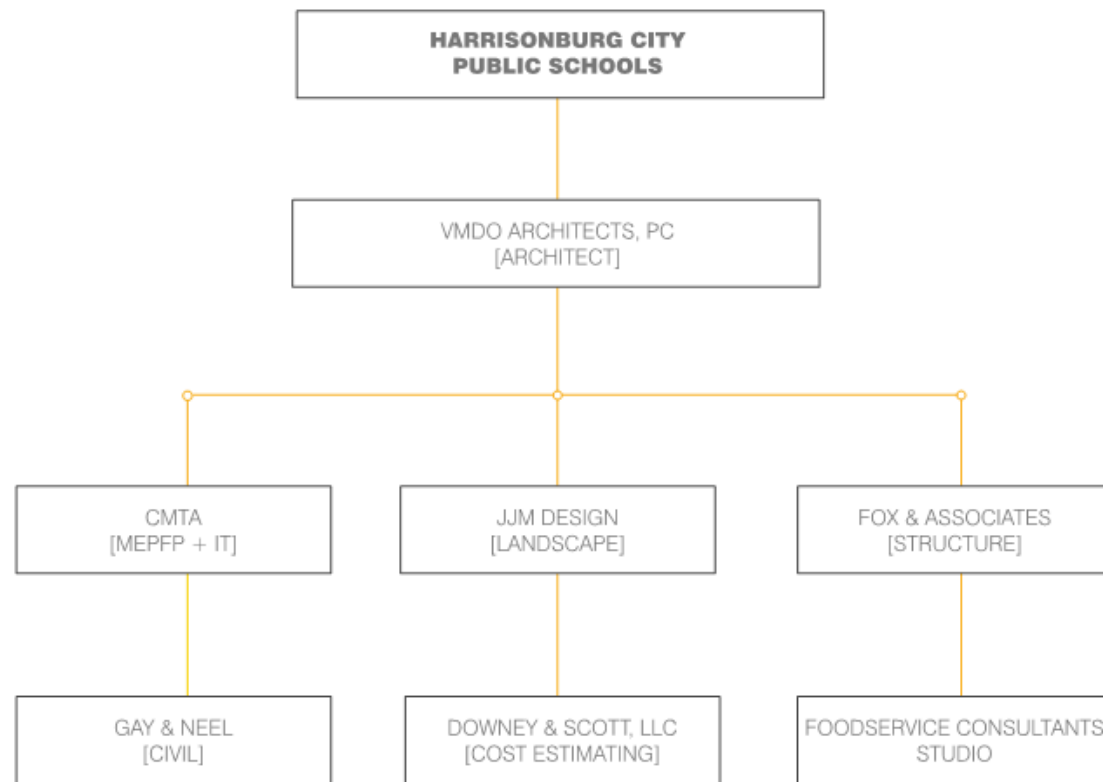 HARRISONBURG CITY
PUBLIC SCHOOLS
VMDO ARCHITECTS, PC
[ARCHITECT]
CMTA
[MEPFP + IT]
JJM DESIGN
[LANDSCAPE]
FOX & ASSOCIATES
[STRUCTURE]
GAY & NEEL
[CIVIL]
DOWNEY & SCOTT, LLC
[COST ESTIMATING]
FOODSERVICE CONSULTANTS
STUDIO